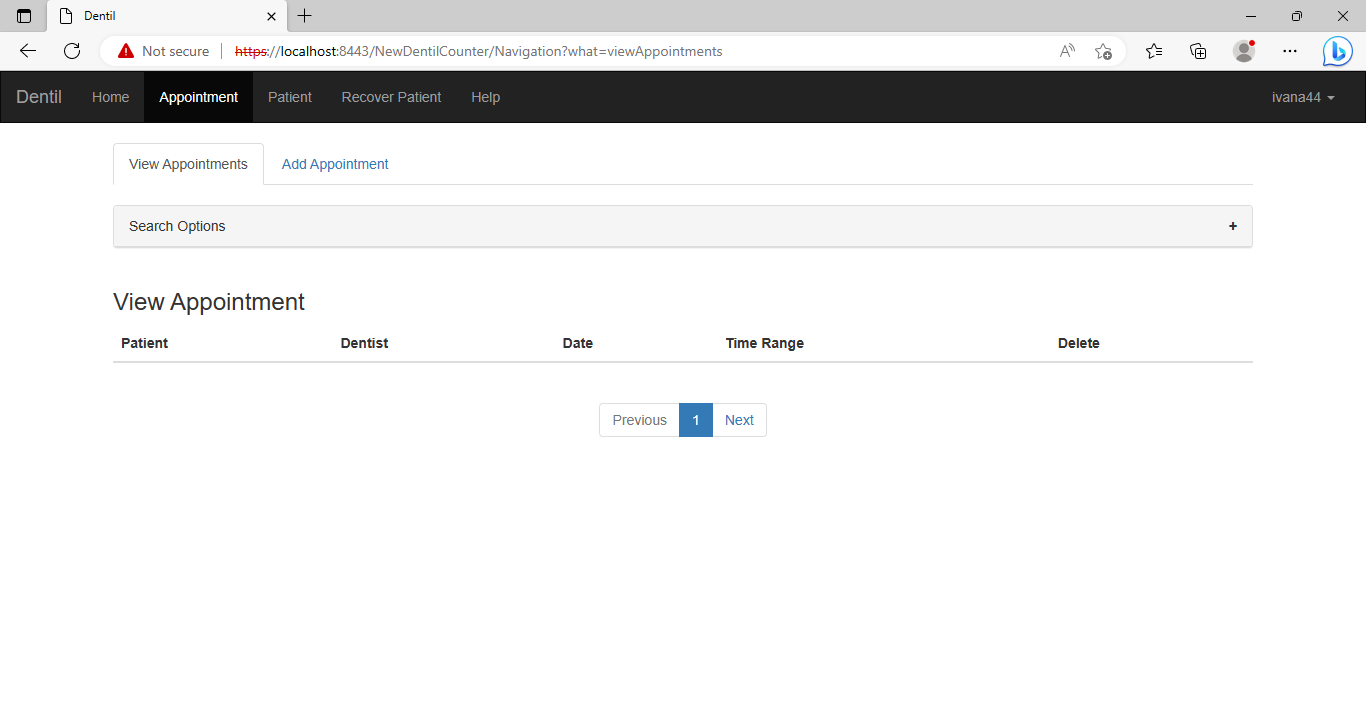 Dentil
Not secure https://localhost:8443/NewDentilCounter/Navigation?what=viewAppointments
Dentil Home Appointment Patient Recover Patient Help ivana44
View Appointments Add Appointment
Search Options +
View Appointment
Patient Dentist Date Time Range Delete
Previous 1 Next